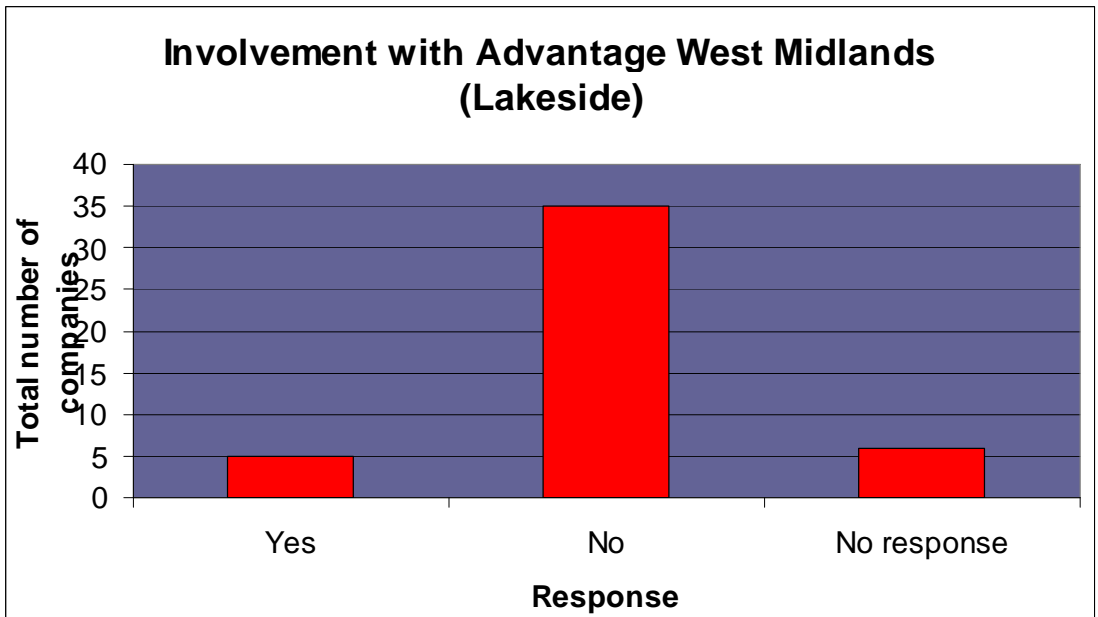 Involvement with Advantage West Midlands
(Lakeside)
Total number of
companies
40
35
30
25
20
15
10
5
0
Yes No No response
Response